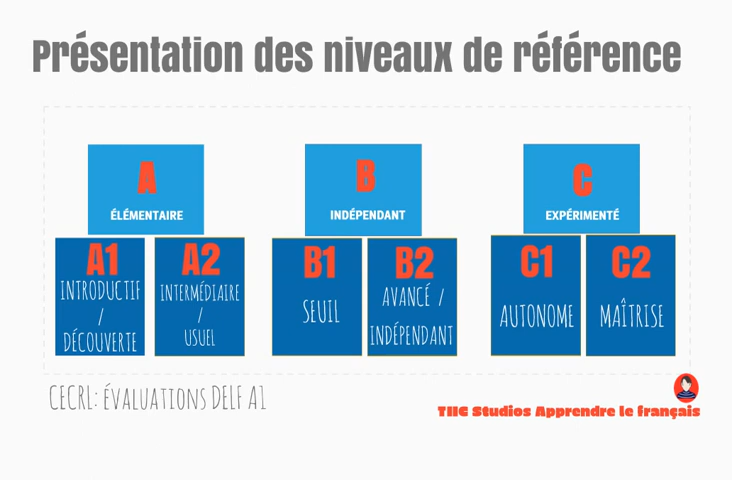 Présentation des niveaux de référence
A
ÉLÉMENTAIRE
A1
INTRODUCTIF
/
DÉCOUVERTE
A2
INTERMÉDIAIRE
/
USUEL
B
INDÉPENDANT
B1
SEUIL
B2
AVANCÉ /
INDÉPENDANT
C
EXPÉRIMENTÉ
C1
AUTONOME
C2
MAÎTRISE
CECRL: ÉVALUATIONS DELF A1
TIIC Studios Apprendre le français